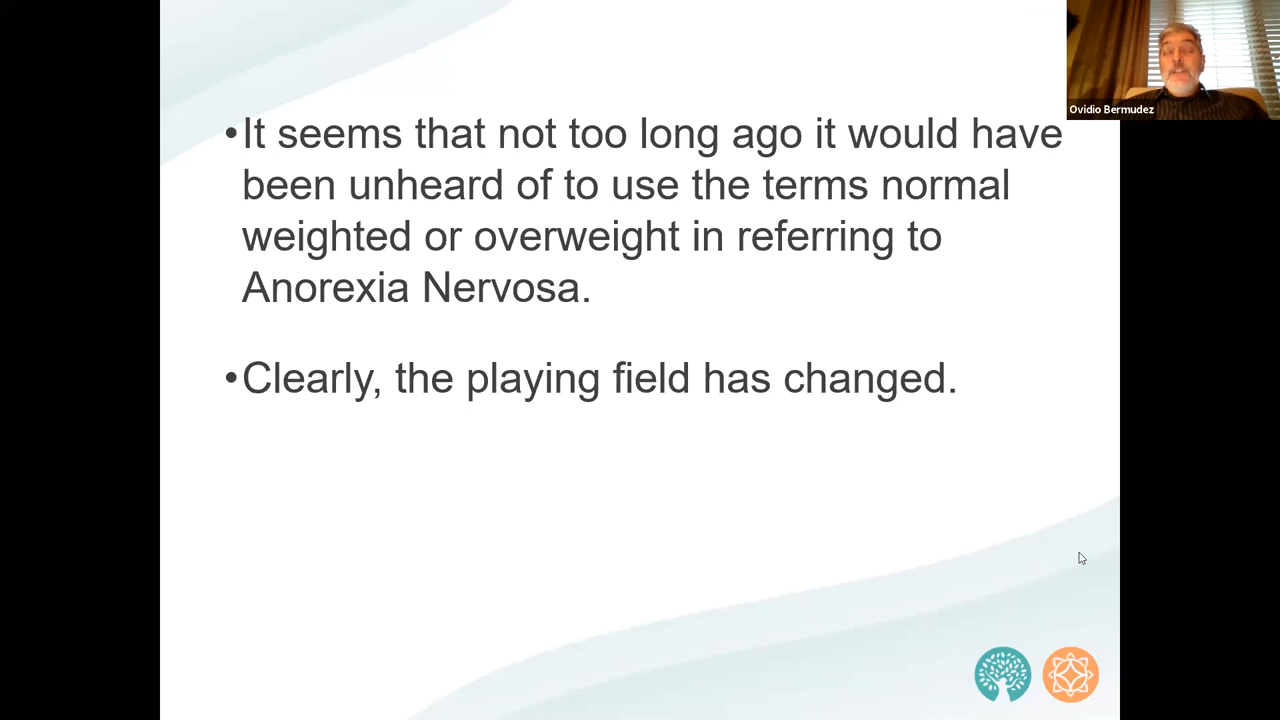 •It seems that not too long ago it would have
been unheard of to use the terms normal
weighted or overweight in referring to
Anorexia Nervosa.
•Clearly, the playing field has changed.
Ovidio Bermudez